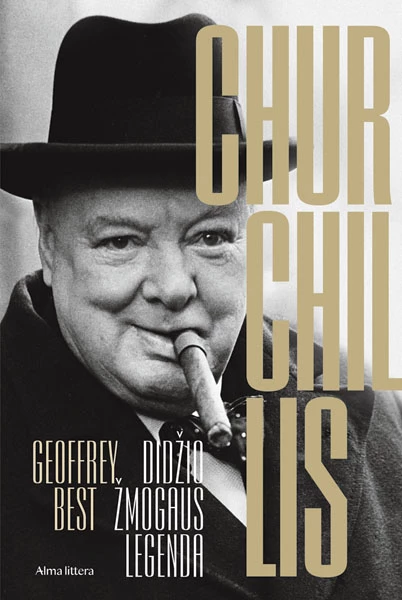 CHUR
CHIL
LIS
GEOFFREY
BEST
DIDŽIO
ŽMOGAUS
LEGENDA
Alma littera